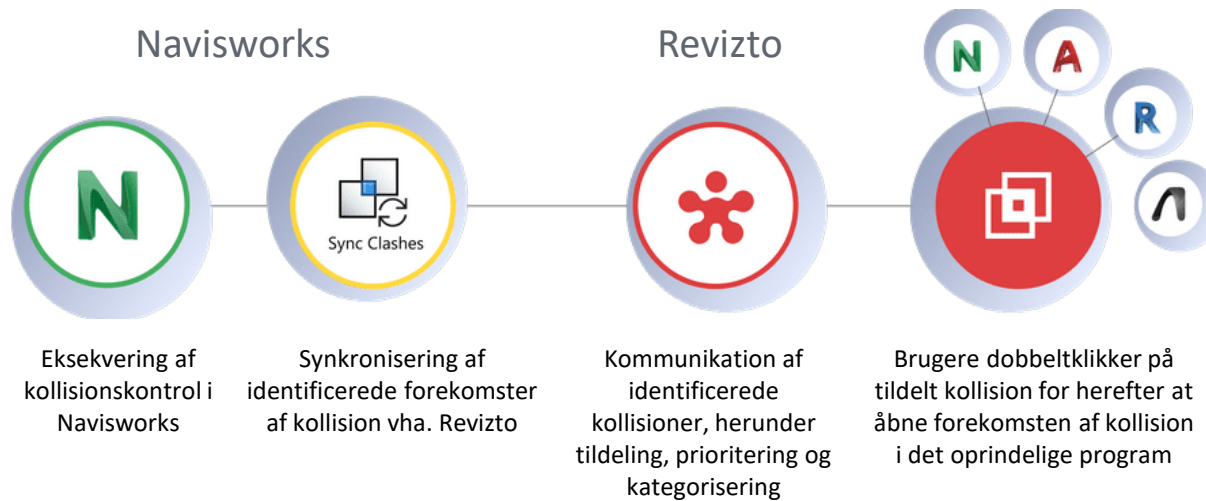 Navisworks
Revizto
N
A
R
N
Sync Clashes
Eksekvering af
kollisionskontrol i
Navisworks
Synkronisering af
identificerede forekomster
af kollision vha. Revizto
Kommunikation af
identificerede
kollisioner, herunder
tildeling, prioritering og
kategorisering
Brugere dobbeltklikker på
tildelt kollision for herefter at
åbne forekomsten af kollision
i det oprindelige program